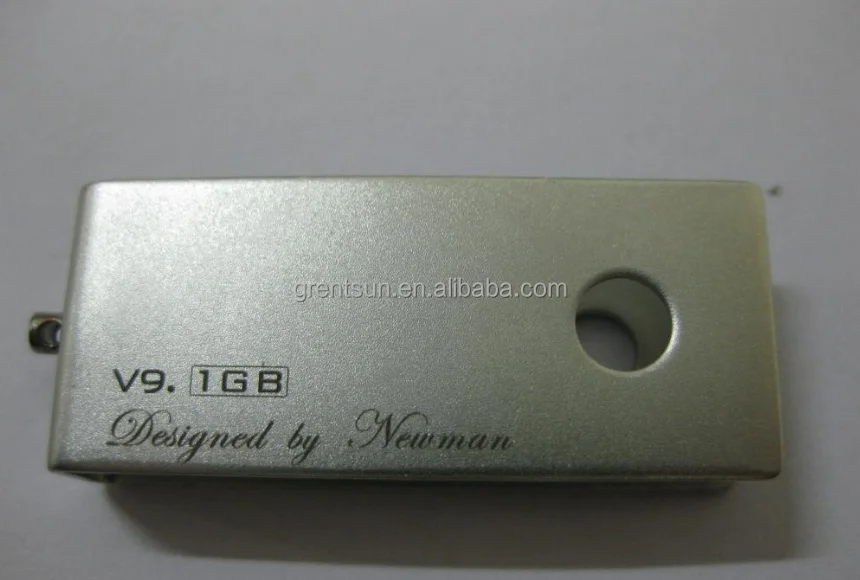 grentsun.en.alibaba.com
V9. 1GB
Designed by Newman